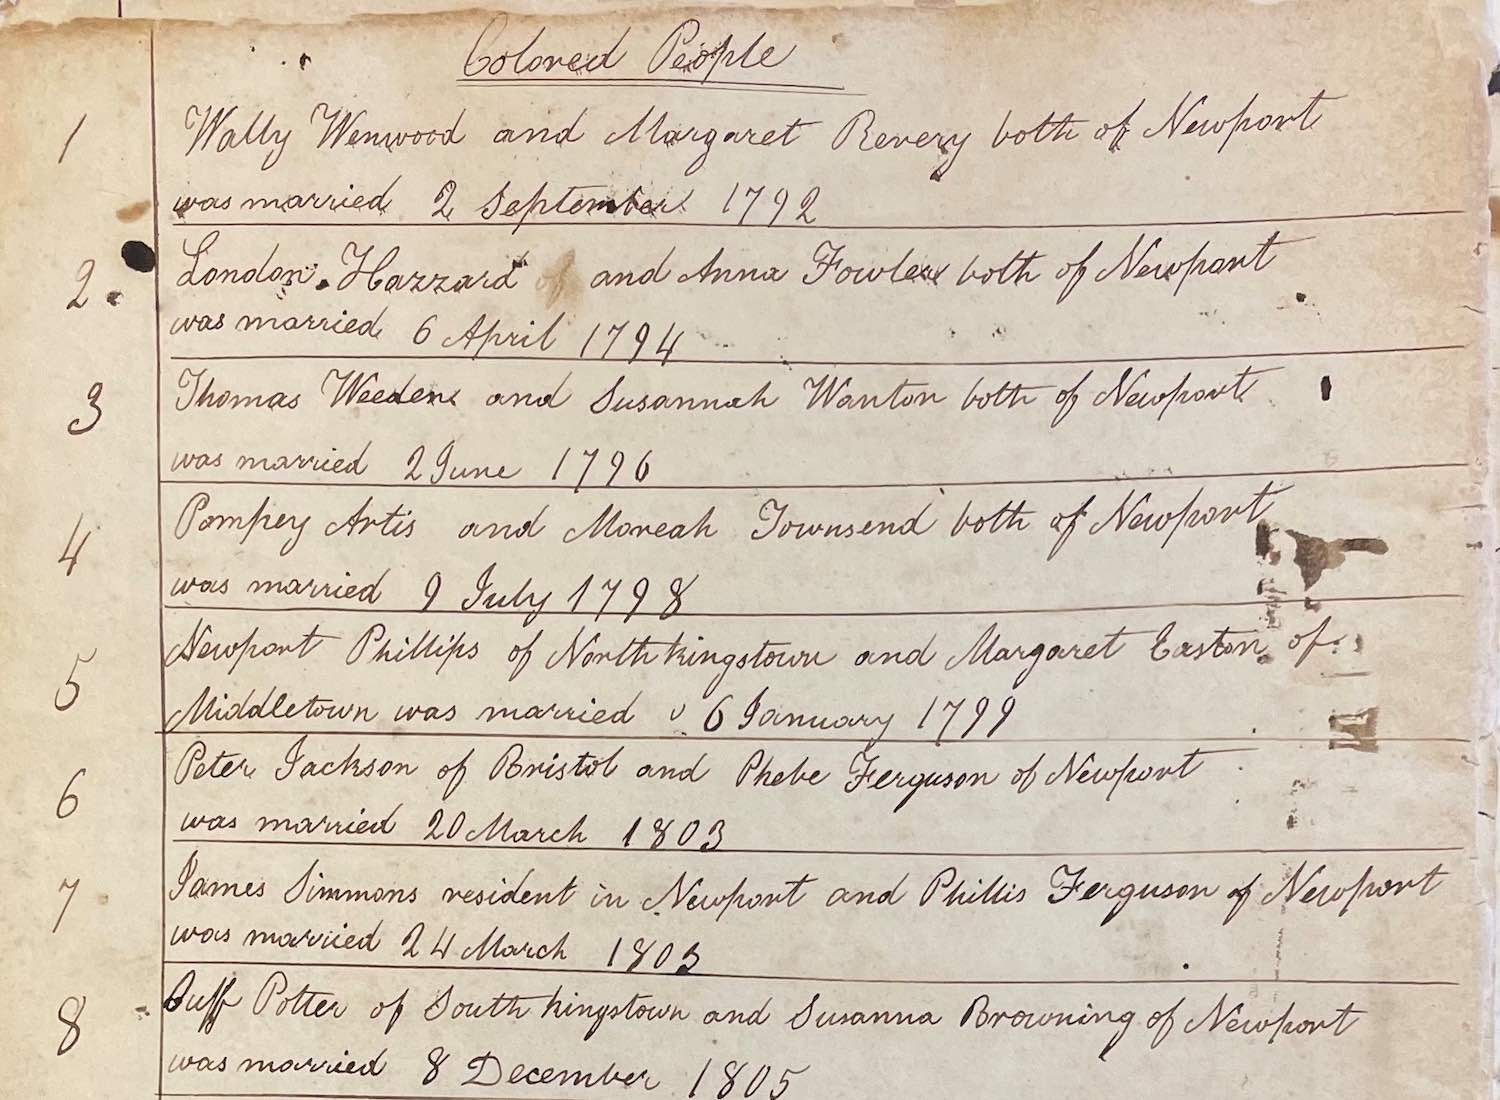 Colored People
1 Wally Wenwood and Margaret Revery both of Newport
was married 2 September 1792
2 London Hazzard and Anna Fowler both of Newport
was married 6 April 1794
3 Thomas Weeden and Susannah Wanton both of Newport
was married 2 June 1796
4 Pompey Artis and Moreah Townsend both of Newport
was married 9 July 1798
5 Newport Phillips of North Kingstown and Margaret Easton of
Middletown was married 6 January 1799
6 Peter Jackson of Bristol and Phebe Ferguson of Newport
was married 20 March 1803
7 James Simmons resident in Newport and Phillis Ferguson of Newport
was married 24 March 1803
8 Cuff Potter of South Kingstown and Susanna Browning of Newport
was married 8 December 1805